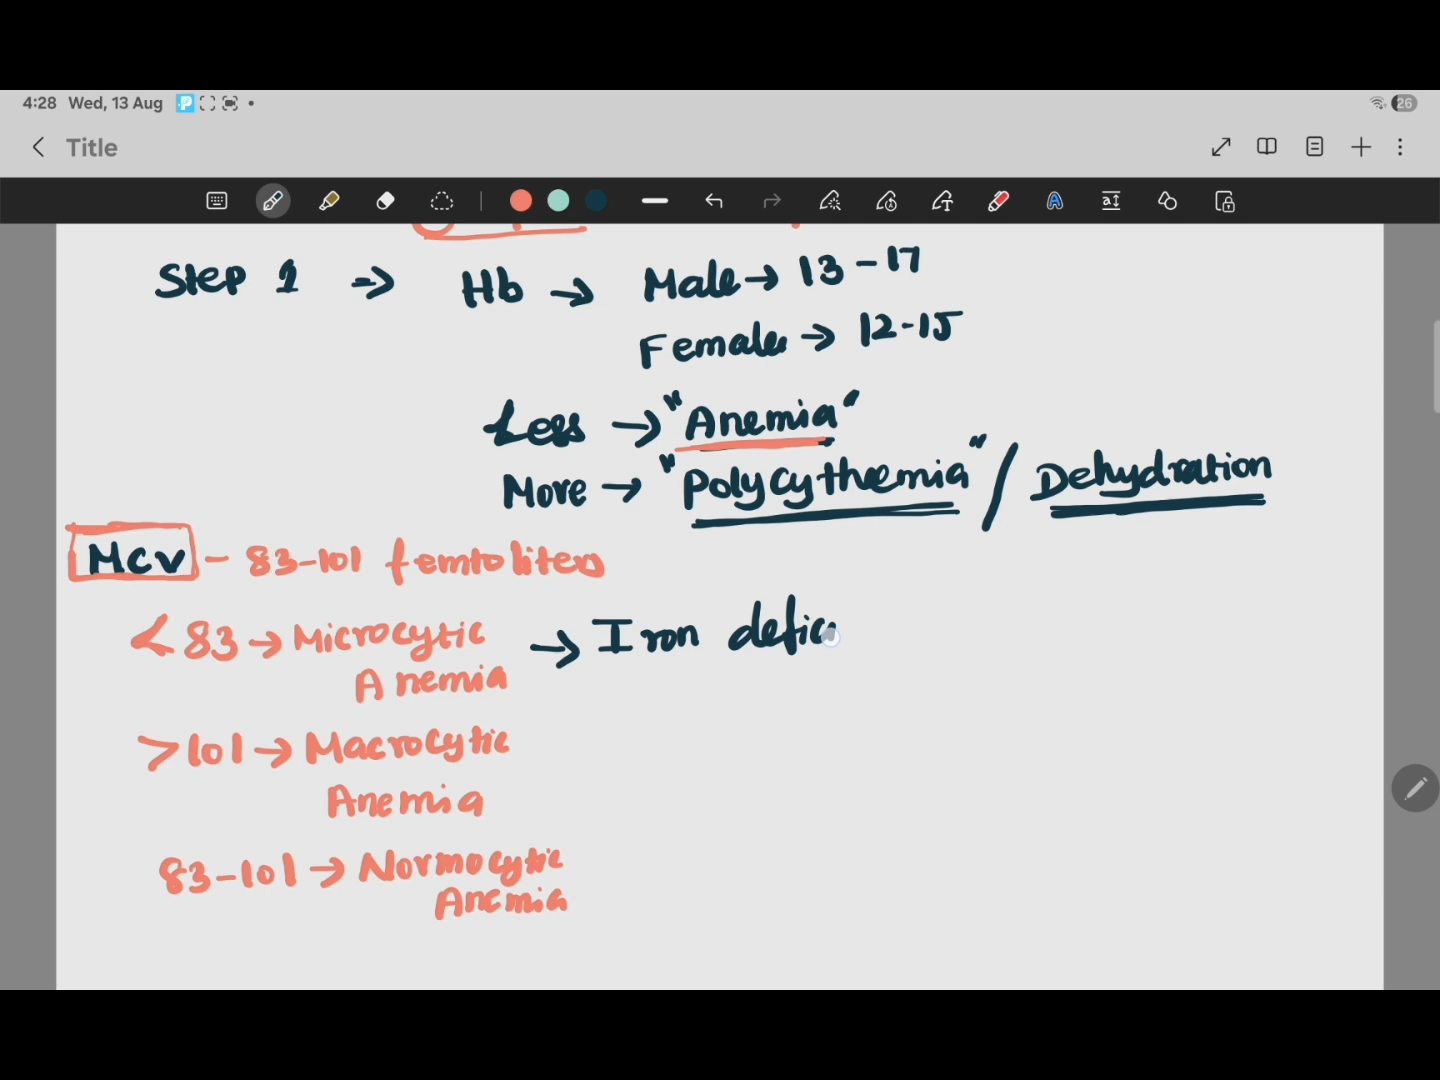 4:28 Wed, 13 Aug 26
Title
Step 1 => Hb → Male → 13-17
Female → 12-15
Less → "Anemia"
More → "Polycythemia" / Dehydration
Mcv - 83-101 femtoliters
< 83 → Microcytic → Iron defic
Anemia
> 101 → Macrocytic
Anemia
83-101 → Normocytic
Anemia